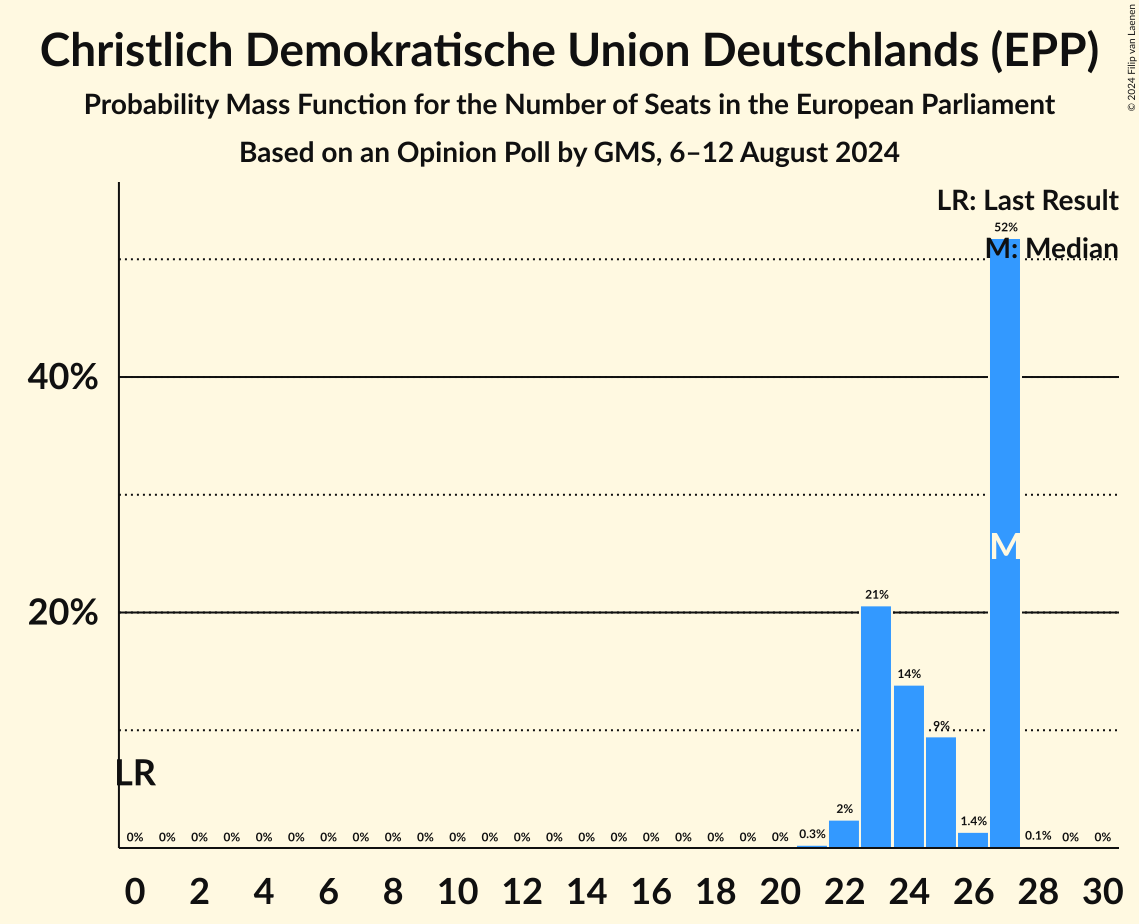 Christlich Demokratische Union Deutschlands (EPP)
Probability Mass Function for the Number of Seats in the European Parliament
Based on an Opinion Poll by GMS, 6–12 August 2024
© 2024 Filip van Laenen
LR: Last Result
M: Median
52%
40%
M
20%
21%
14%
9%
LR
0% 0% 0% 0% 0% 0% 0% 0% 0% 0% 0% 0% 0% 0% 0% 0% 0% 0% 0% 0% 0% 0.3% 2% 1.4% 0.1% 0% 0%
0 2 4 6 8 10 12 14 16 18 20 22 24 26 28 30